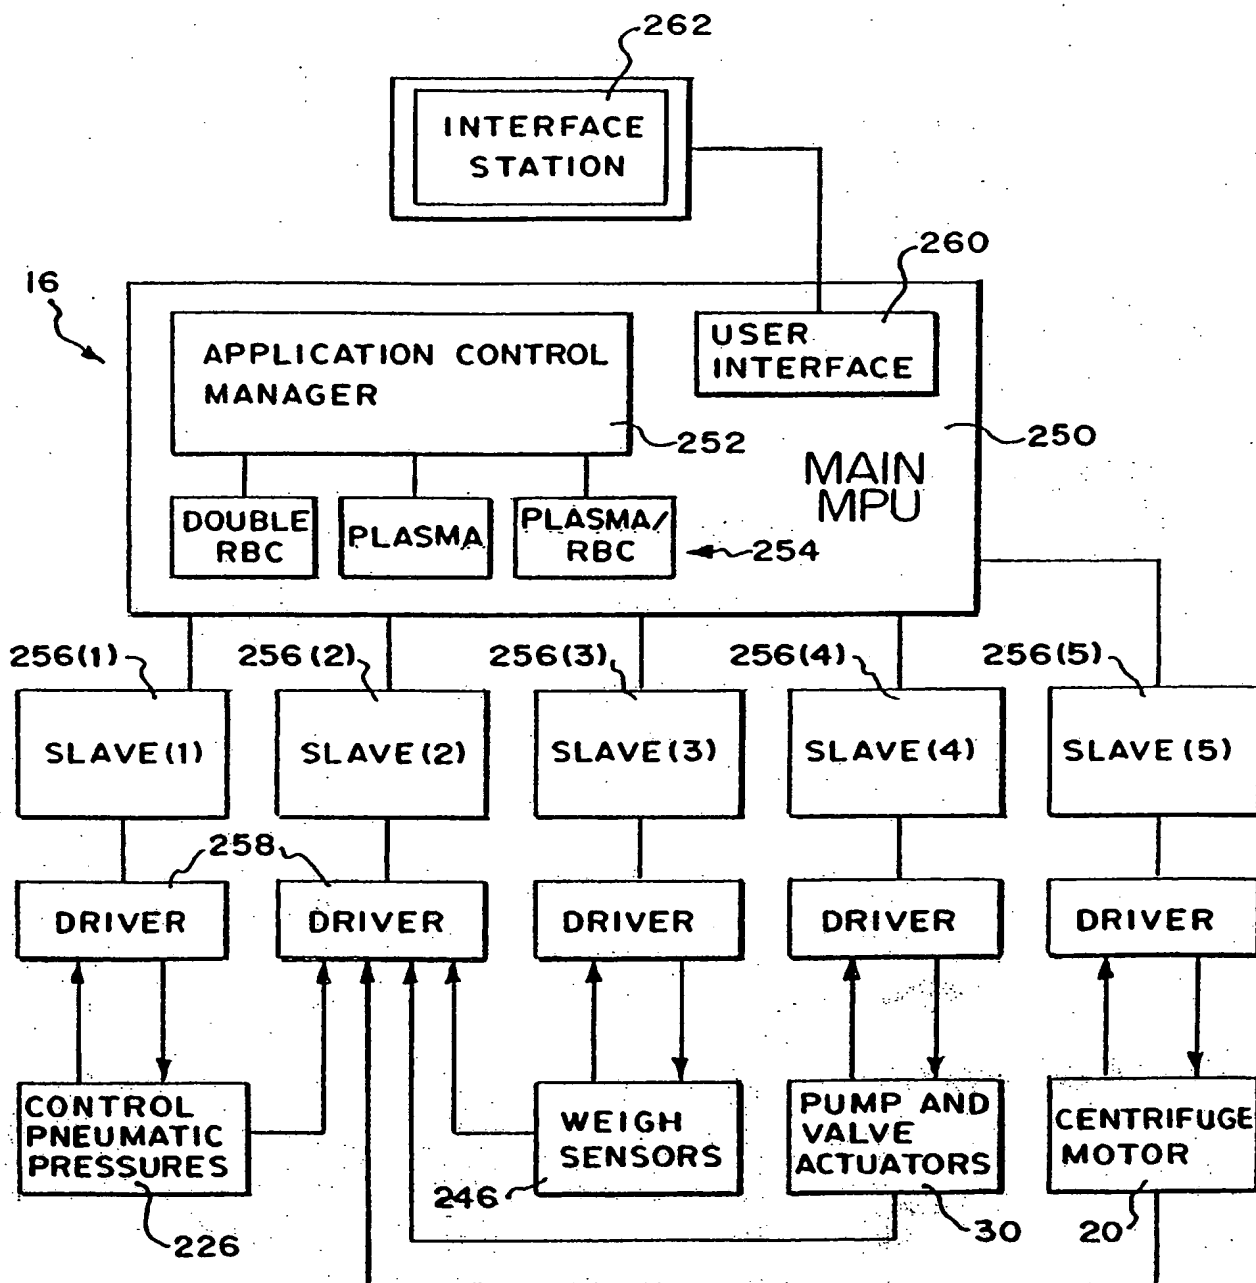 262
INTERFACE
STATION
260
16
USER
INTERFACE
APPLICATION CONTROL
MANAGER
252
250
MAIN
MPU
DOUBLE
RBC
PLASMA
PLASMA/
RBC
254
256(1)
256(2)
256(3)
256(4)
256(5)
SLAVE(1)
SLAVE(2)
SLAVE(3)
SLAVE(4)
SLAVE(5)
258
DRIVER
DRIVER
DRIVER
DRIVER
DRIVER
CONTROL
PNEUMATIC
PRESSURES
WEIGH
SENSORS
PUMP AND
VALVE
ACTUATORS
CENTRIFUGE
MOTOR
226
246
30
20